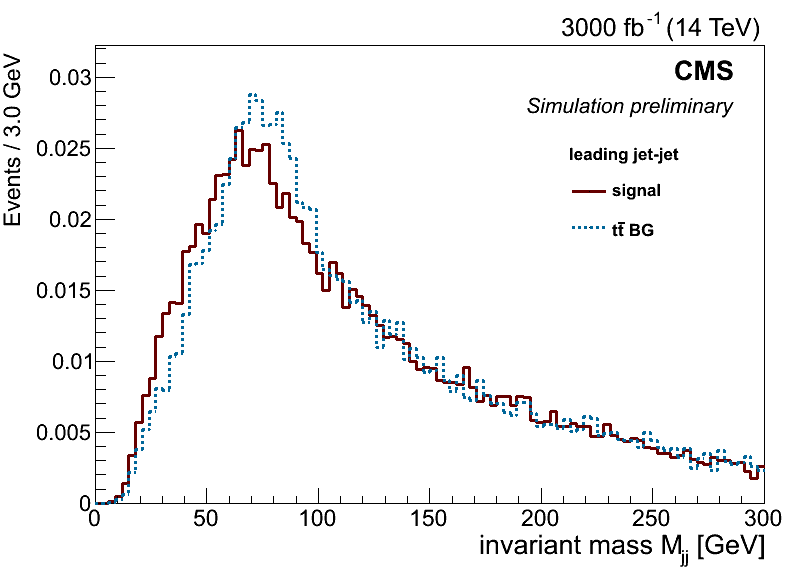 3000 fb⁻¹ (14 TeV)
CMS
Simulation preliminary
leading jet-jet
signal
tt̄ BG
Events / 3.0 GeV
0.03
0.025
0.02
0.015
0.01
0.005
0
0 50 100 150 200 250 300
invariant mass M_jj [GeV]